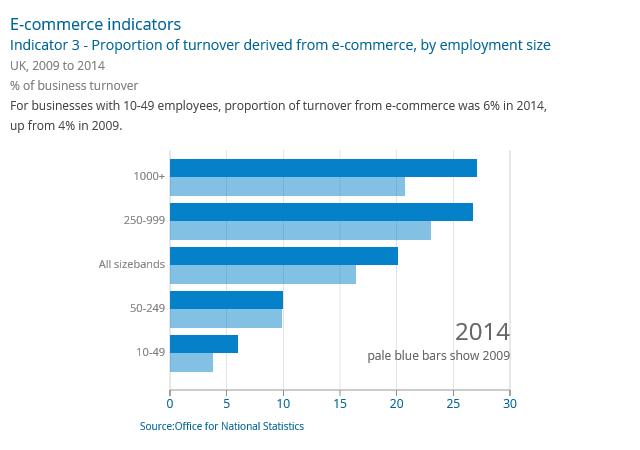 E-commerce indicators
Indicator 3 - Proportion of turnover derived from e-commerce, by employment size
UK, 2009 to 2014
% of business turnover
For businesses with 10-49 employees, proportion of turnover from e-commerce was 6% in 2014,
up from 4% in 2009.
1000+
250-999
All sizebands
50-249
10-49
2014
pale blue bars show 2009
0 5 10 15 20 25 30
Source:Office for National Statistics